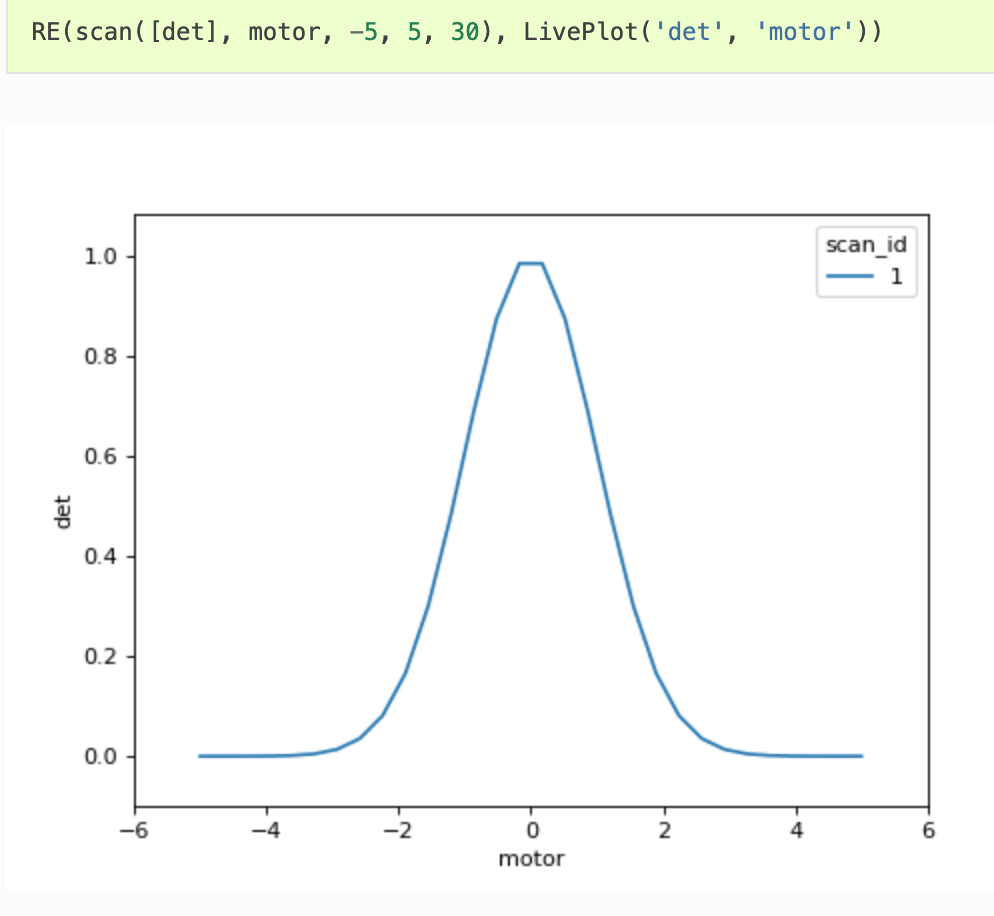 RE(scan([det], motor, -5, 5, 30), LivePlot('det', 'motor'))
scan_id
1
1.0
0.8
0.6
0.4
0.2
0.0
det
−6 −4 −2 0 2 4 6
motor